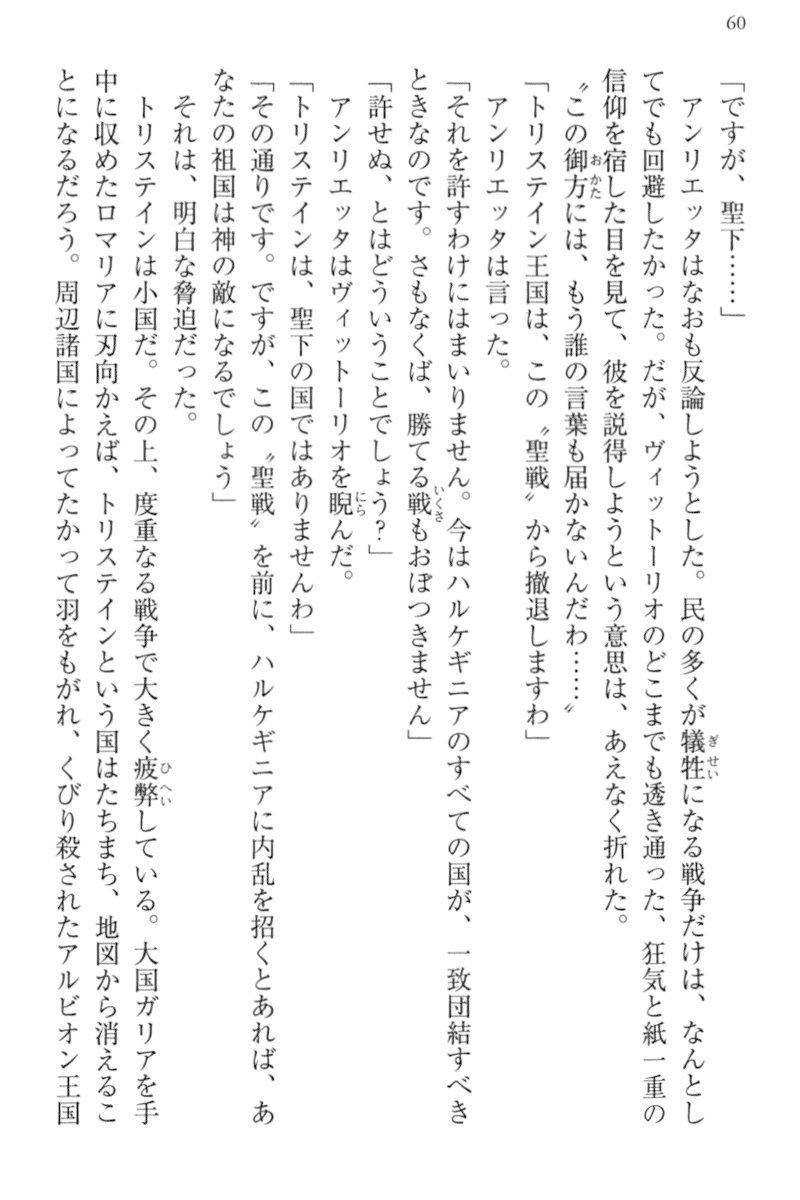 60
「ですが、聖下……」
　アンリエッタはなおも反論しようとした。民の多くが犠牲になる戦争だけは、なんとし
てでも回避したかった。だが、ヴィットーリオのどこまでも透き通った、狂気と紙一重の
信仰を宿した目を見て、彼を説得しようという意思は、あえなく折れた。
〝この御方には、もう誰の言葉も届かないんだわ……〟
「トリステイン王国は、この〝聖戦〟から撤退しますわ」
　アンリエッタは言った。
「それを許すわけにはまいりません。今はハルケギニアのすべての国が、一致団結すべき
ときなのです。さもなくば、勝てる戦もおぼつきません」
「許せぬ、とはどういうことでしょう？」
　アンリエッタはヴィットーリオを睨んだ。
「トリステインは、聖下の国ではありませんわ」
「その通りです。ですが、この〝聖戦〟を前に、ハルケギニアに内乱を招くとあれば、あ
なたの祖国は神の敵になるでしょう」
　それは、明白な脅迫だった。
　トリステインは小国だ。その上、度重なる戦争で大きく疲弊している。大国ガリアを手
中に収めたロマリアに刃向かえば、トリステインという国はたちまち、地図から消えるこ
とになるだろう。周辺諸国によってたかって羽をもがれ、くびり殺されたアルビオン王国